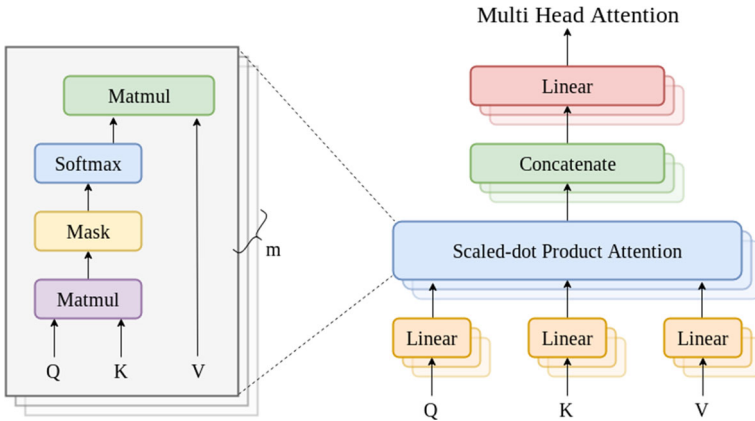 Multi Head Attention
Linear
Concatenate
Scaled-dot Product Attention
Linear Linear Linear
Q K V
Matmul
Softmax
Mask
Matmul
Q K V
m